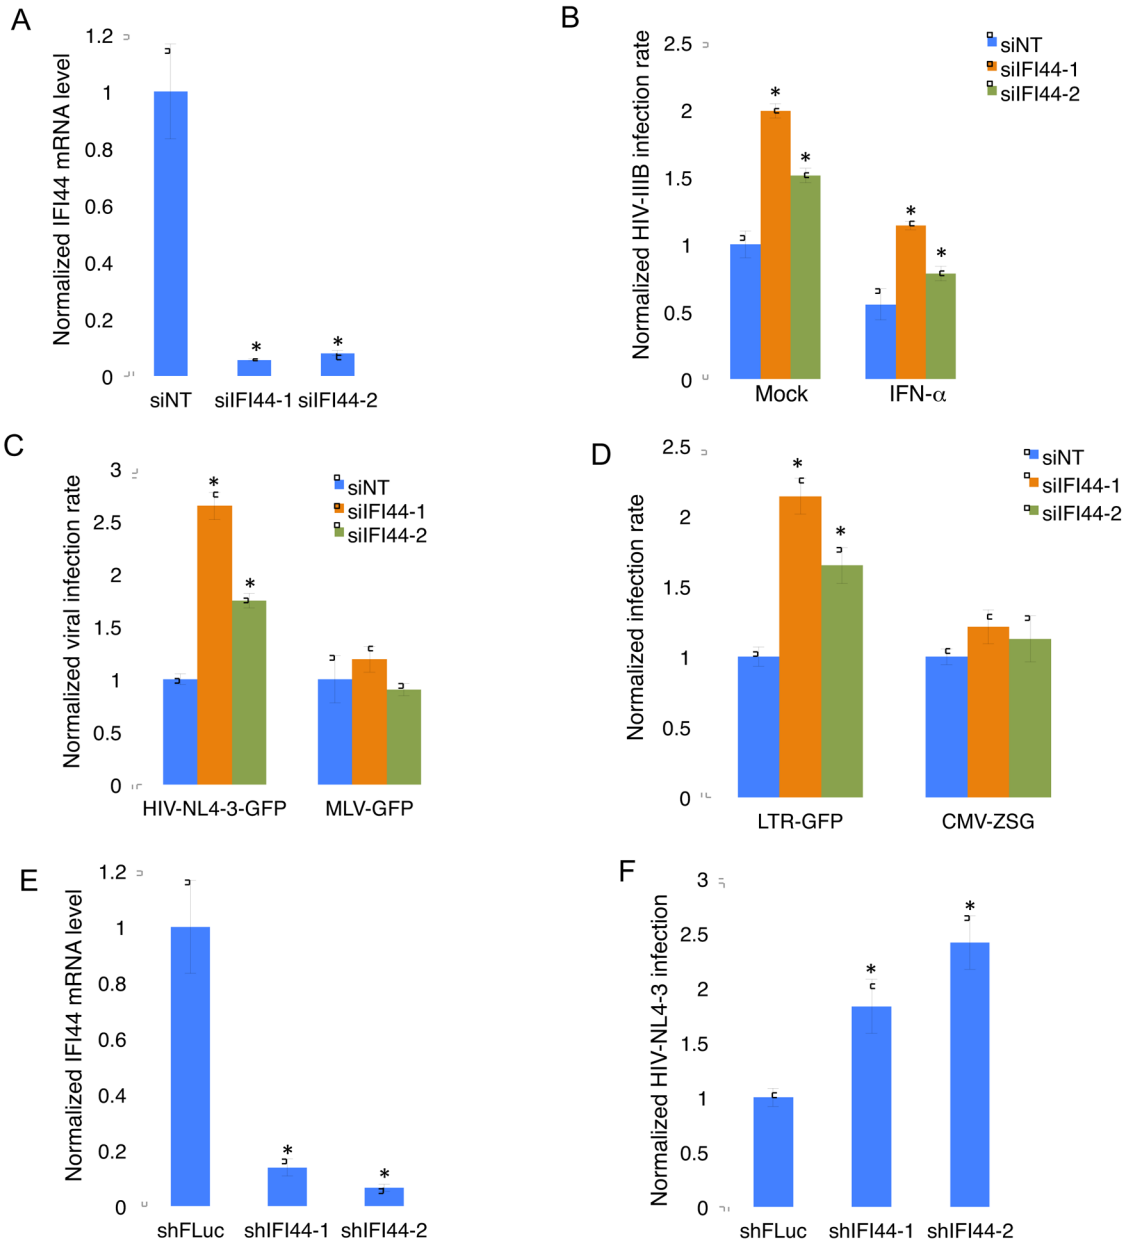 A
Normalized IFI44 mRNA level
1.2
1
0.8
0.6
0.4
0.2
0
*
*
siNT
siIFI44-1
siIFI44-2
B
Normalized HIV-IIIB infection rate
2.5
2
1.5
1
0.5
0
*
*
*
*
siNT
siIFI44-1
siIFI44-2
Mock
IFN-α
C
Normalized viral infection rate
3
2.5
2
1.5
1
0.5
0
*
*
siNT
siIFI44-1
siIFI44-2
HIV-NL4-3-GFP
MLV-GFP
D
Normalized infection rate
2.5
2
1.5
1
0.5
0
*
*
siNT
siIFI44-1
siIFI44-2
LTR-GFP
CMV-ZSG
E
Normalized IFI44 mRNA level
1.2
1
0.8
0.6
0.4
0.2
0
*
*
shFLuc
shIFI44-1
shIFI44-2
F
Normalized HIV-NL4-3 infection
3
2.5
2
1.5
1
0.5
0
*
*
shFLuc
shIFI44-1
shIFI44-2